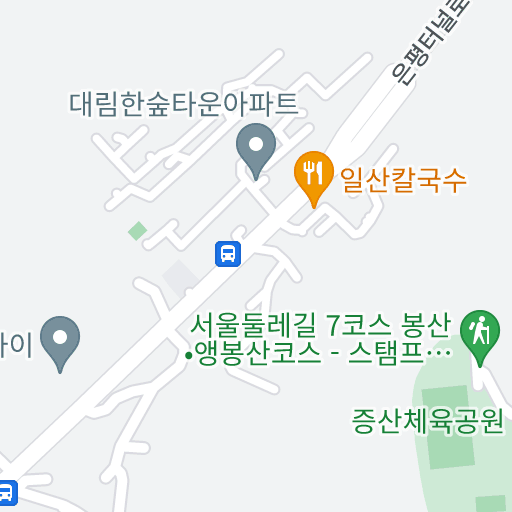 은평터널로
대림한숲타운아파트
일산칼국수
서울둘레길 7코스 봉산
•앵봉산코스 - 스탬프…
아이
증산체육공원